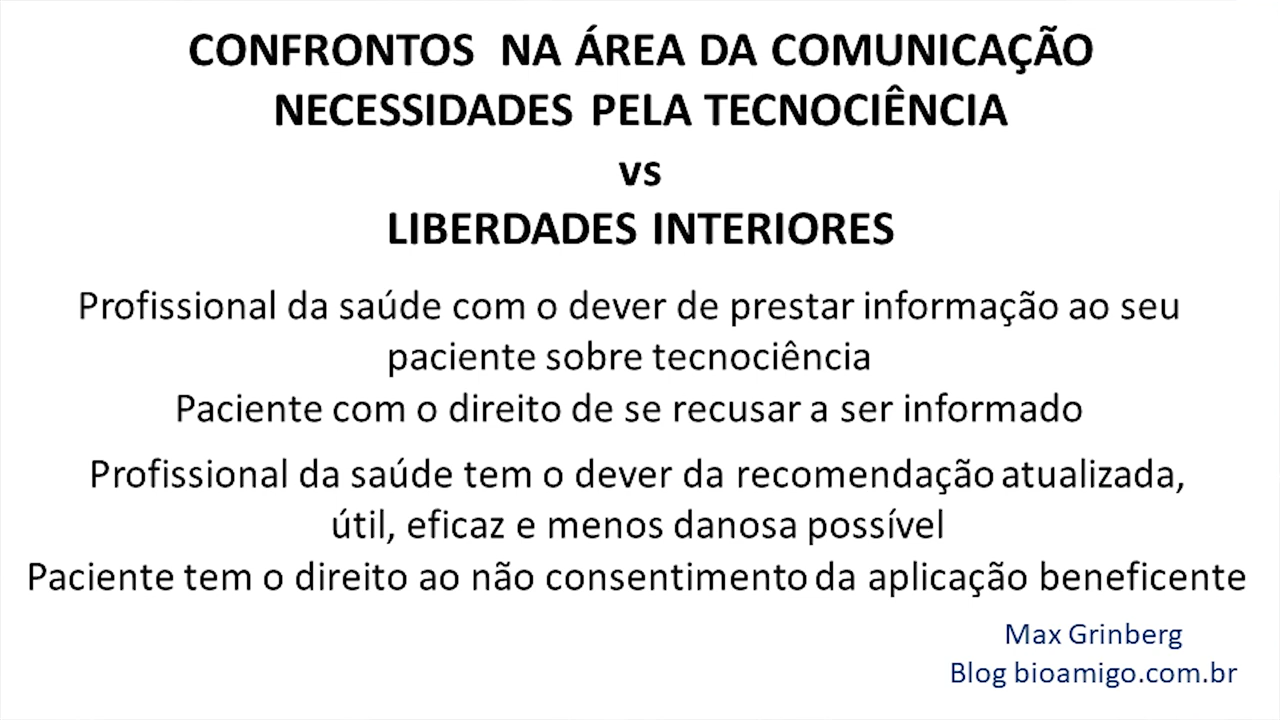 CONFRONTOS NA ÁREA DA COMUNICAÇÃO
NECESSIDADES PELA TECNOCIÊNCIA
vs
LIBERDADES INTERIORES
Profissional da saúde com o dever de prestar informação ao seu
paciente sobre tecnociência
Paciente com o direito de se recusar a ser informado
Profissional da saúde tem o dever da recomendação atualizada,
útil, eficaz e menos danosa possível
Paciente tem o direito ao não consentimento da aplicação beneficente
Max Grinberg
Blog bioamigo.com.br